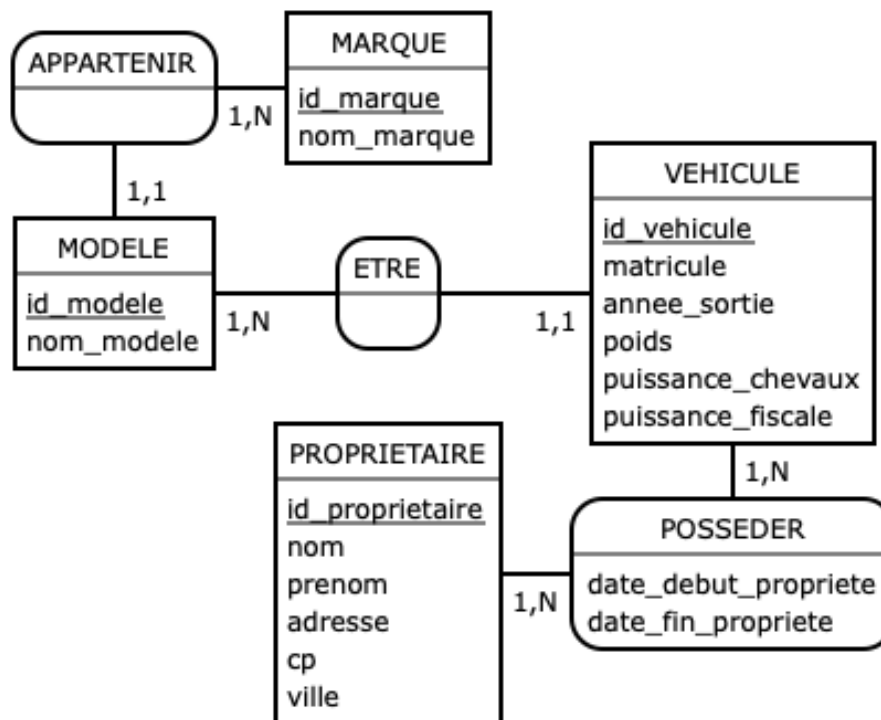 APPARTENIR
1,N
MARQUE
id_marque
nom_marque
1,1
MODELE
id_modele
nom_modele
1,N
ETRE
1,1
VEHICULE
id_vehicule
matricule
annee_sortie
poids
puissance_chevaux
puissance_fiscale
1,N
PROPRIETAIRE
id_proprietaire
nom
prenom
adresse
cp
ville
1,N
POSSEDER
date_debut_propriete
date_fin_propriete